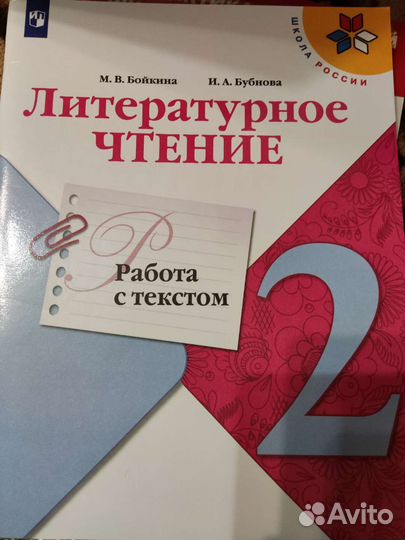 ШКОЛА РОССИИ
М. В. Бойкина И. А. Бубнова
Литературное
ЧТЕНИЕ
Р
Работа
с текстом
2
Avito